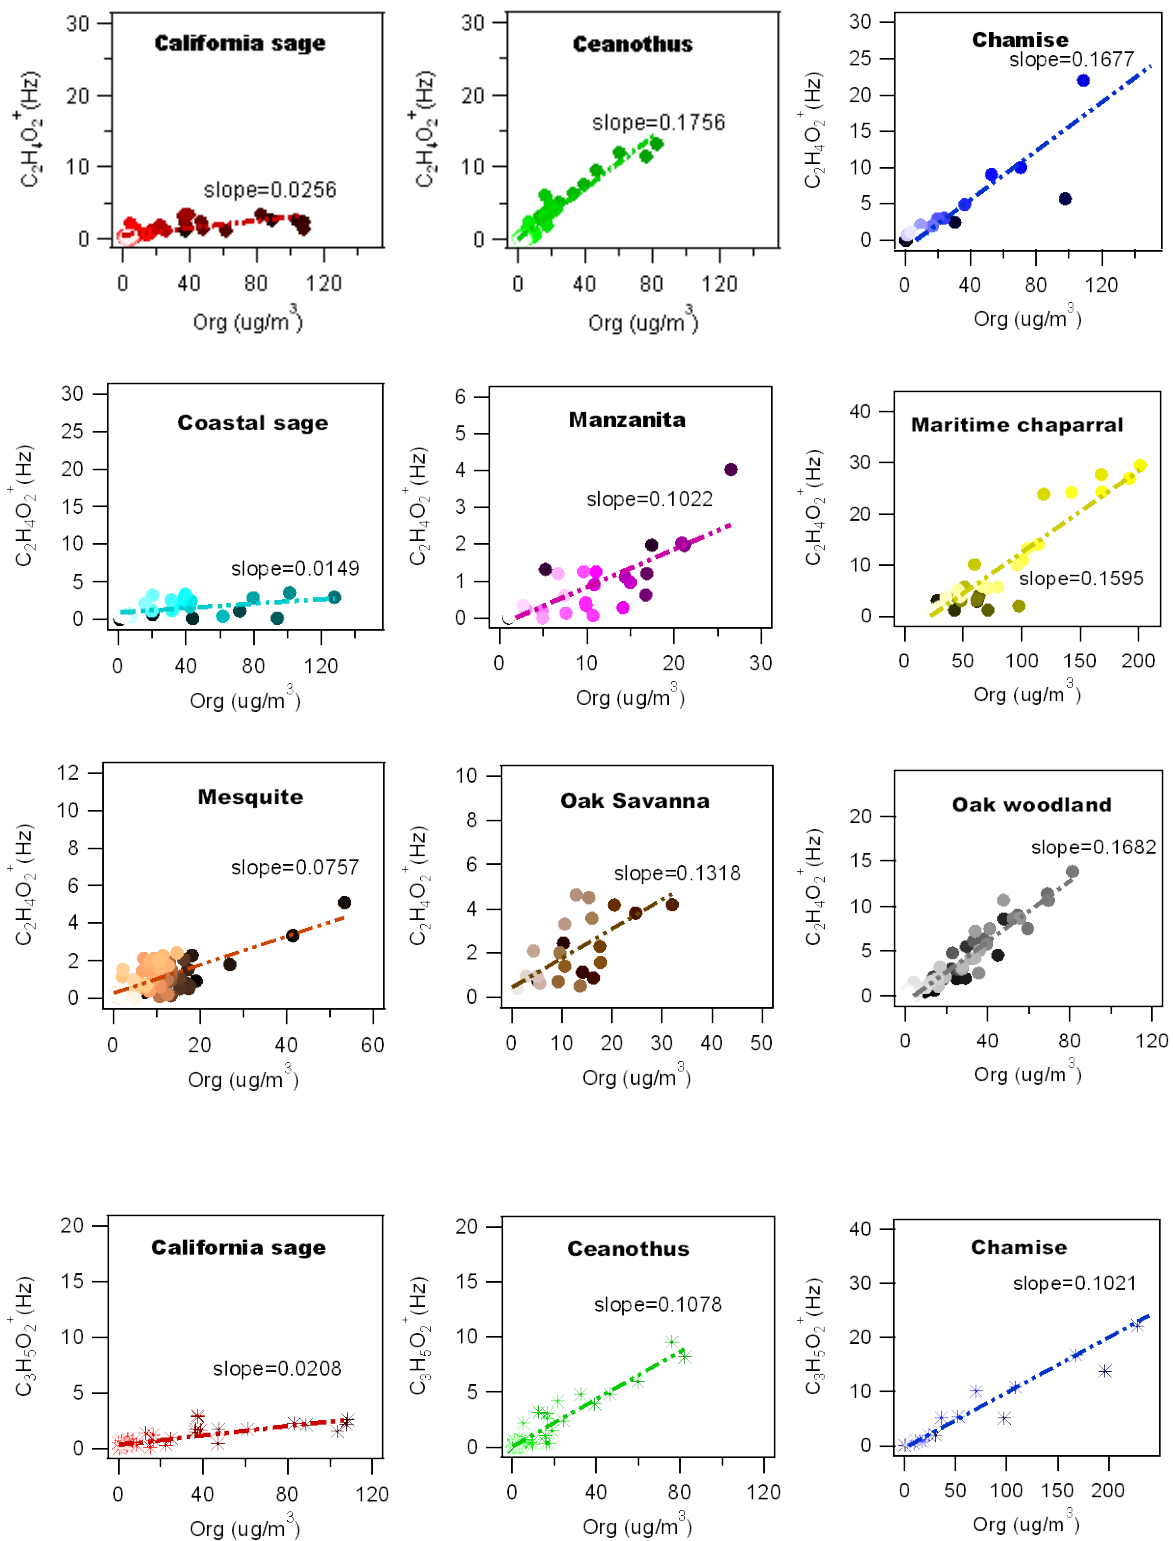 California sage
slope=0.0256
C2H4O2+(Hz)
30
20
10
0
0 40 80 120
Org (ug/m3)
Ceanothus
slope=0.1756
C2H4O2+(Hz)
30
20
10
0
0 40 80 120
Org (ug/m3)
Chamise
slope=0.1677
C2H4O2+(Hz)
30
25
20
15
10
5
0
0 40 80 120
Org (ug/m3)
Coastal sage
slope=0.0149
C2H4O2+(Hz)
30
25
20
15
10
5
0
0 40 80 120
Org (ug/m3)
Manzanita
slope=0.1022
C2H4O2+(Hz)
6
5
4
3
2
1
0
0 10 20 30
Org (ug/m3)
Maritime chaparral
slope=0.1595
C2H4O2+(Hz)
40
30
20
10
0
0 50 100 150 200
Org (ug/m3)
Mesquite
slope=0.0757
C2H4O2+(Hz)
12
10
8
6
4
2
0
0 20 40 60
Org (ug/m3)
Oak Savanna
slope=0.1318
C2H4O2+(Hz)
10
8
6
4
2
0
0 10 20 30 40 50
Org (ug/m3)
Oak woodland
slope=0.1682
C2H4O2+(Hz)
20
15
10
5
0
0 40 80 120
Org (ug/m3)
California sage
slope=0.0208
C3H5O2+(Hz)
20
15
10
5
0
0 40 80 120
Org (ug/m3)
Ceanothus
slope=0.1078
C3H5O2+(Hz)
20
15
10
5
0
0 40 80 120
Org (ug/m3)
Chamise
slope=0.1021
C3H5O2+(Hz)
40
30
20
10
0
0 50 100 150 200
Org (ug/m3)